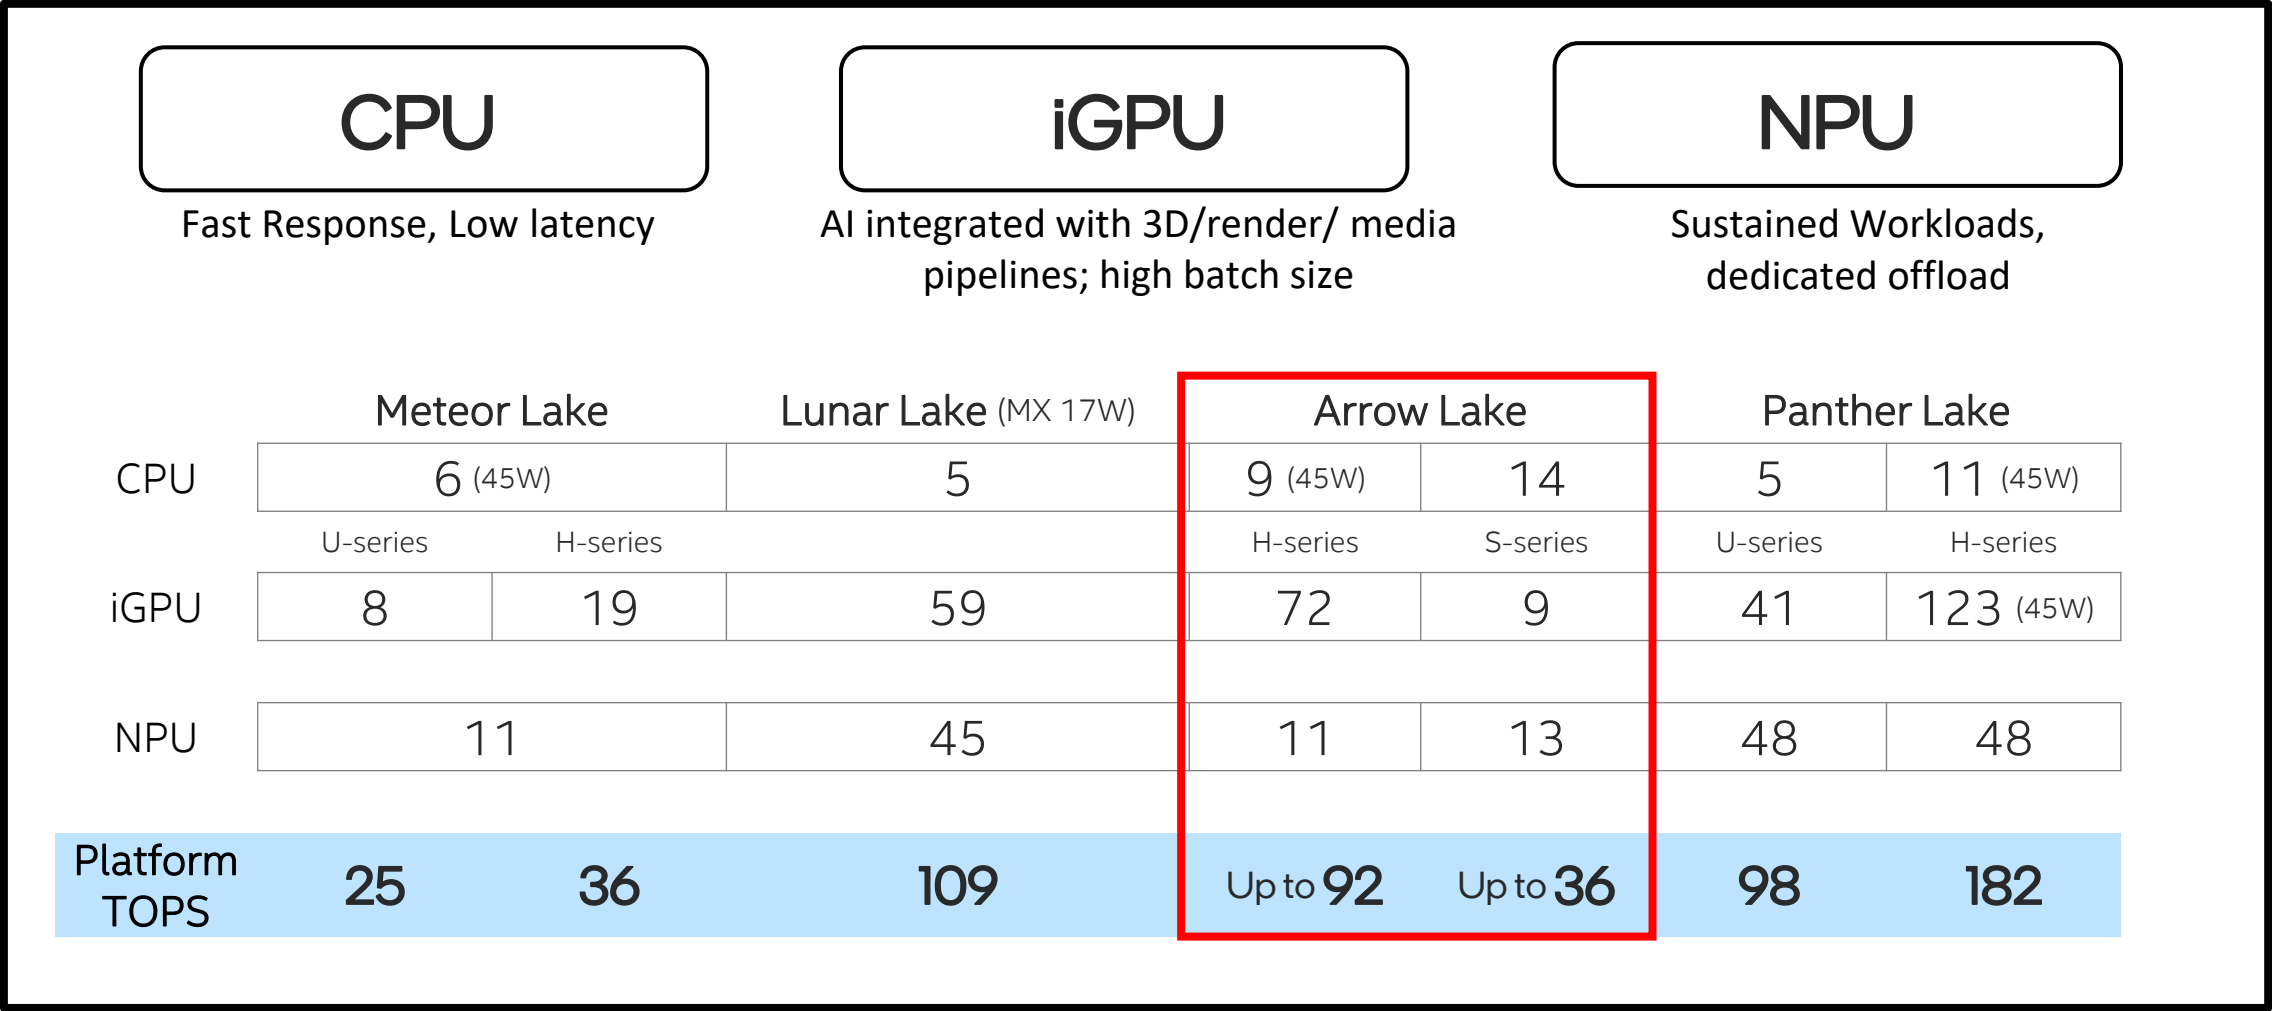 CPU
iGPU
NPU
Fast Response, Low latency
AI integrated with 3D/render/ media
pipelines; high batch size
Sustained Workloads,
dedicated offload
Meteor Lake
Lunar Lake (MX 17W)
Arrow Lake
Panther Lake
CPU 6 (45W) 5 9 (45W) 14 5 11 (45W)
U-series H-series H-series S-series U-series H-series
iGPU 8 19 59 72 9 41 123 (45W)
NPU 11 45 11 13 48 48
Platform
TOPS
25 36 109 Up to 92 Up to 36 98 182